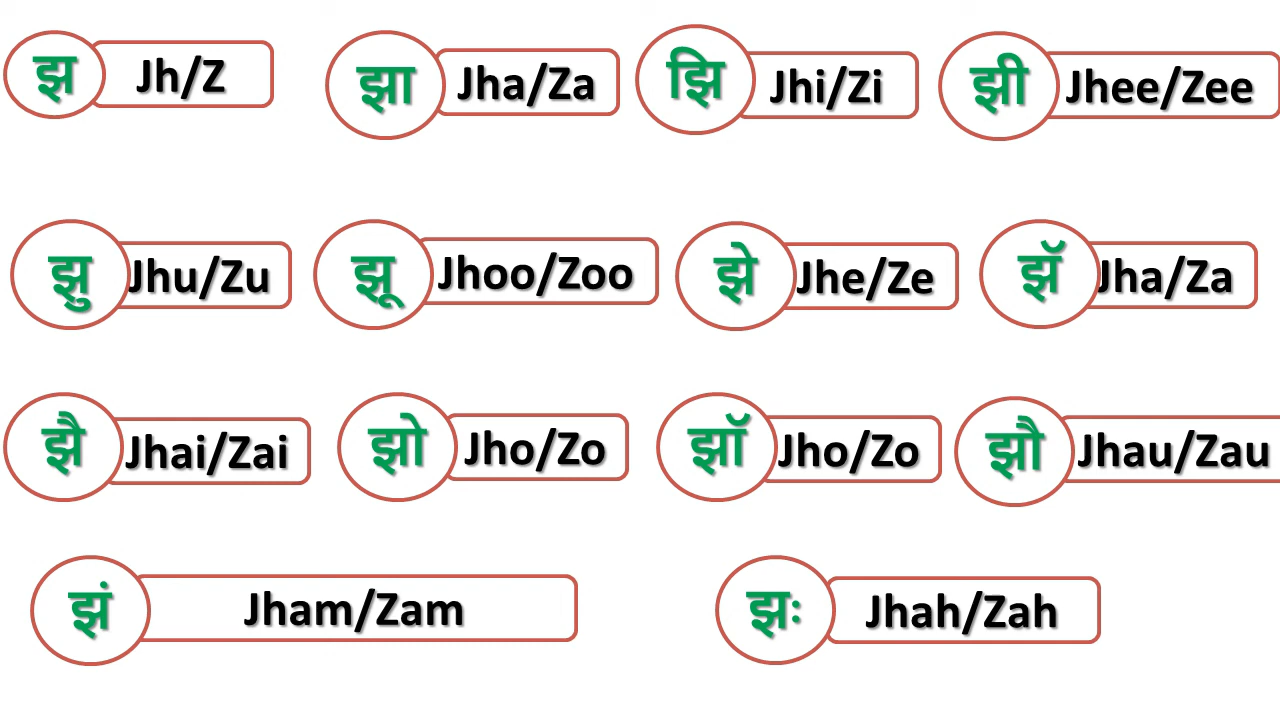 झ Jh/Z झा Jha/Za झि Jhi/Zi झी Jhee/Zee
झु Jhu/Zu झू Jhoo/Zoo झे Jhe/Ze झॅ Jha/Za
झै Jhai/Zai झो Jho/Zo झॉ Jho/Zo झौ Jhau/Zau
झं Jham/Zam झः Jhah/Zah